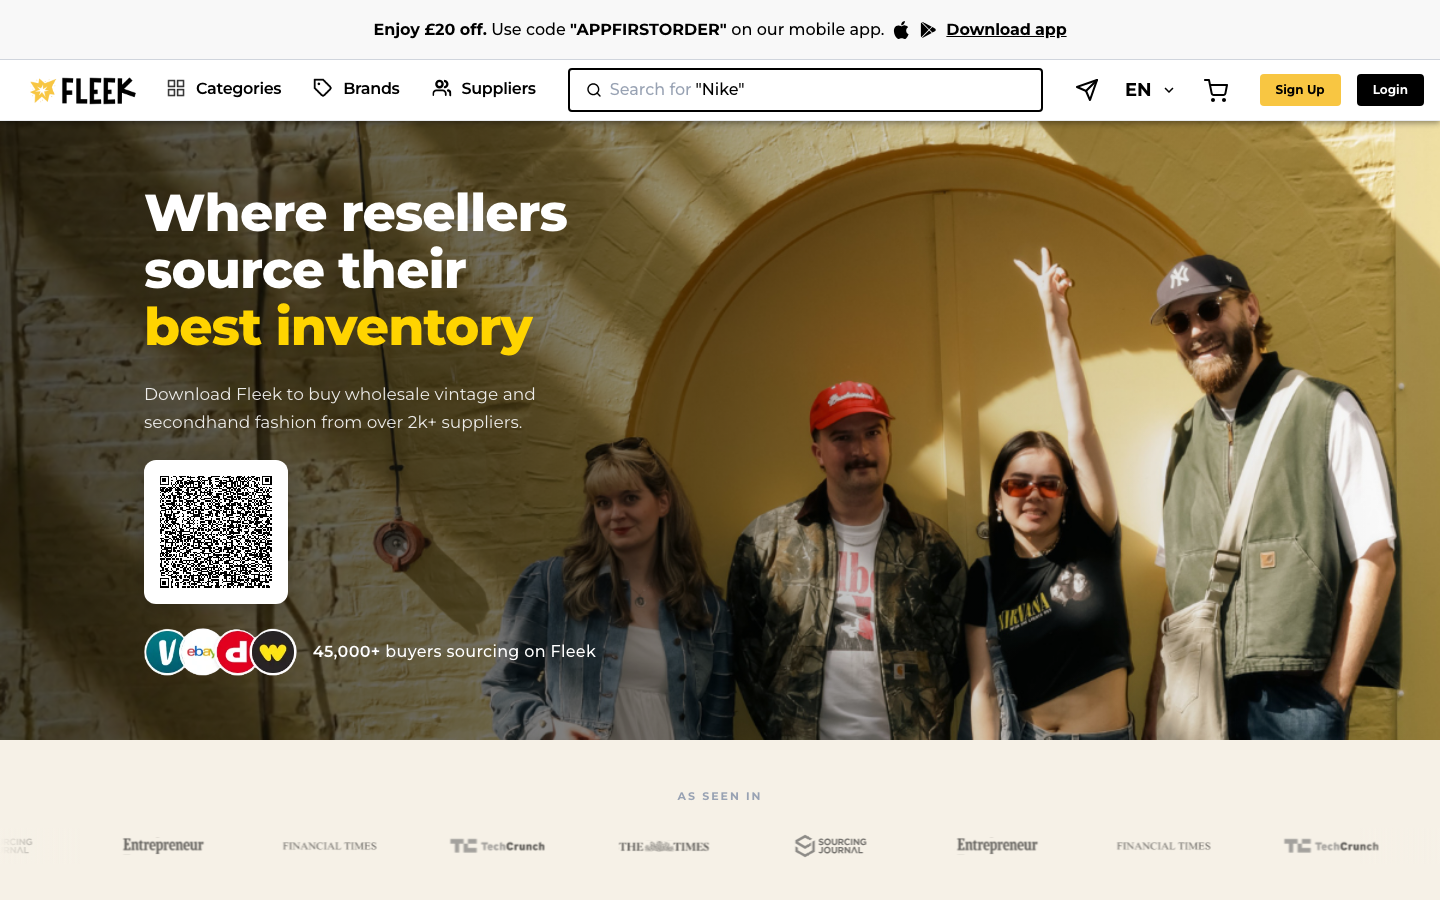 Enjoy £20 off. Use code "APPFIRSTORDER" on our mobile app. Download app
FLEEK Categories Brands Suppliers Search for "Nike" EN Sign Up Login
Where resellers
source their
best inventory
Download Fleek to buy wholesale vintage and
secondhand fashion from over 2k+ suppliers.
NIRVANA
ebay
45,000+ buyers sourcing on Fleek
AS SEEN IN
Entrepreneur FINANCIAL TIMES TechCrunch THE TIMES SOURCING JOURNAL Entrepreneur FINANCIAL TIMES TechCrunch